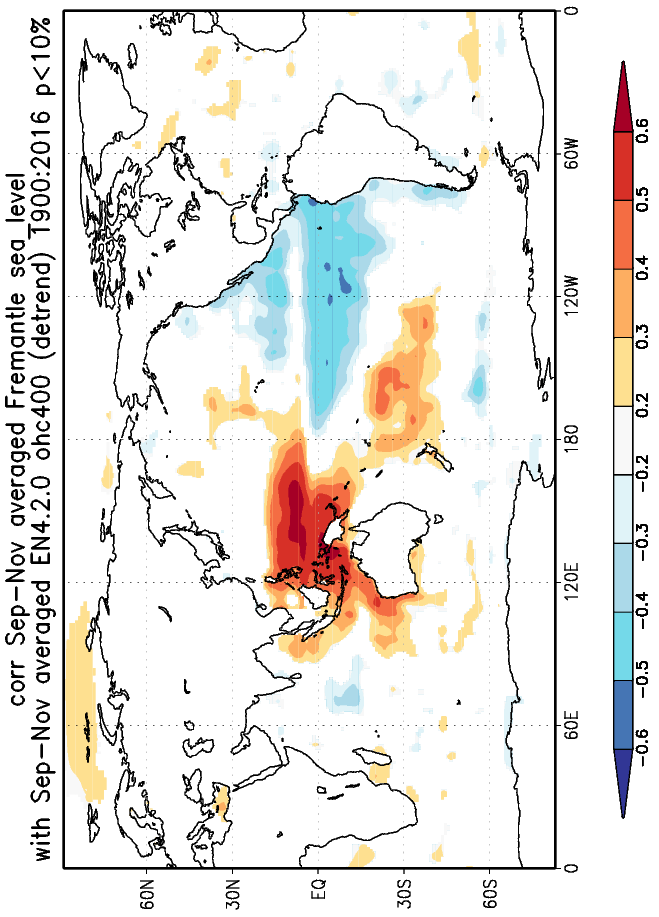 corr Sep-Nov averaged Fremantle sea_level
with Sep-Nov averaged EN4.2.0 ohc400 (detrend) T900:2016 p<10%
60N
30N
EQ
30S
60S
0
60E
120E
180
120W
60W
0
-0.6
-0.5
-0.4
-0.3
-0.2
0.2
0.3
0.4
0.5
0.6